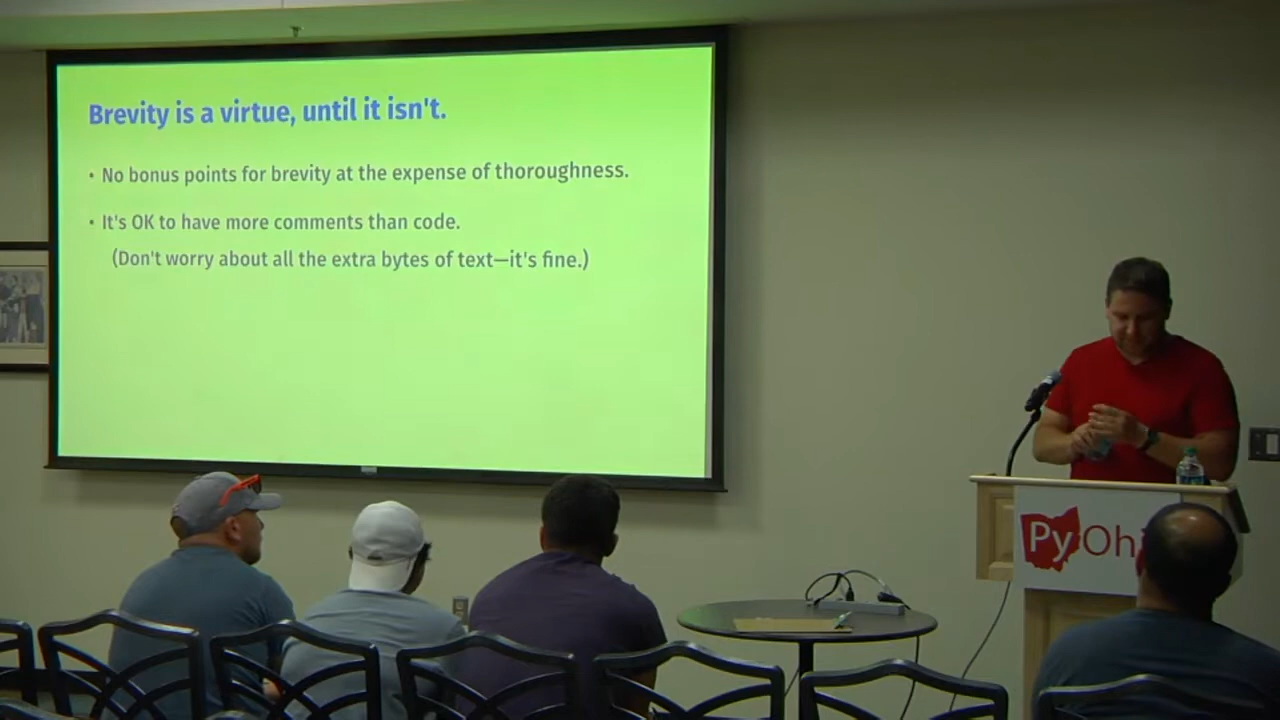 Brevity is a virtue, until it isn't.
• No bonus points for brevity at the expense of thoroughness.
• It's OK to have more comments than code.
(Don't worry about all the extra bytes of text—it's fine.)
PyOhi